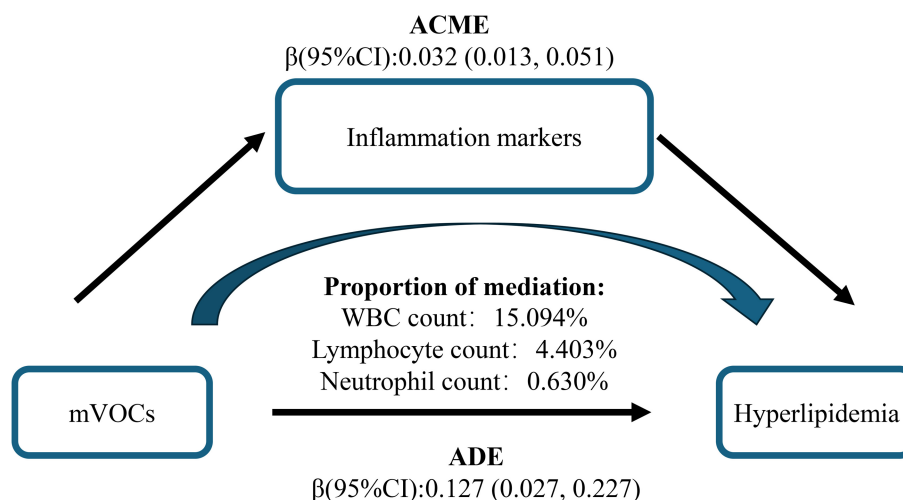 ACME
β(95%CI):0.032 (0.013, 0.051)
Inflammation markers
Proportion of mediation:
WBC count： 15.094%
Lymphocyte count： 4.403%
Neutrophil count： 0.630%
mVOCs
Hyperlipidemia
ADE
β(95%CI):0.127 (0.027, 0.227)